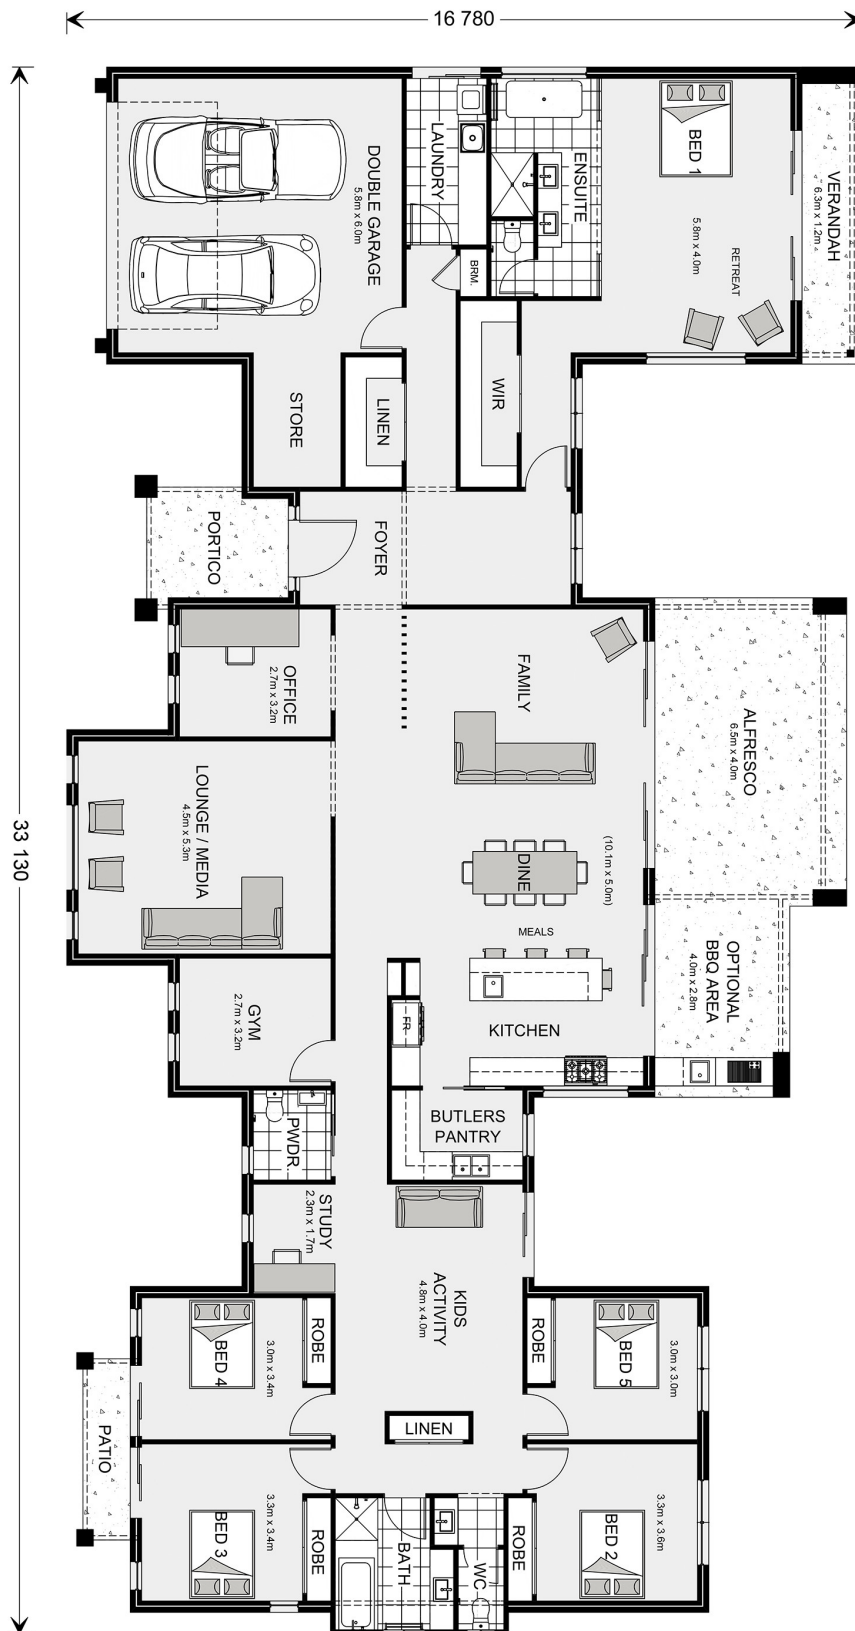 16 780
33 130
DOUBLE GARAGE
5.8m x 6.0m
LAUNDRY
ENSUITE
BED 1
5.8m x 4.0m
RETREAT
VERANDAH
6.3m x 1.2m
BRM.
STORE
LINEN
WIR
PORTICO
FOYER
OFFICE
2.7m x 3.2m
FAMILY
ALFRESCO
6.5m x 4.0m
LOUNGE / MEDIA
4.5m x 5.3m
DINE
(10.1m x 5.0m)
MEALS
OPTIONAL
BBQ AREA
4.0m x 2.8m
GYM
2.7m x 3.2m
FR
KITCHEN
BUTLERS
PANTRY
PWDR
STUDY
2.3m x 1.7m
KIDS
ACTIVITY
4.8m x 4.0m
BED 4
3.0m x 3.4m
ROBE
ROBE
BED 5
3.0m x 3.0m
LINEN
PATIO
BED 3
3.3m x 3.4m
ROBE
BATH
WC
ROBE
BED 2
3.3m x 3.6m